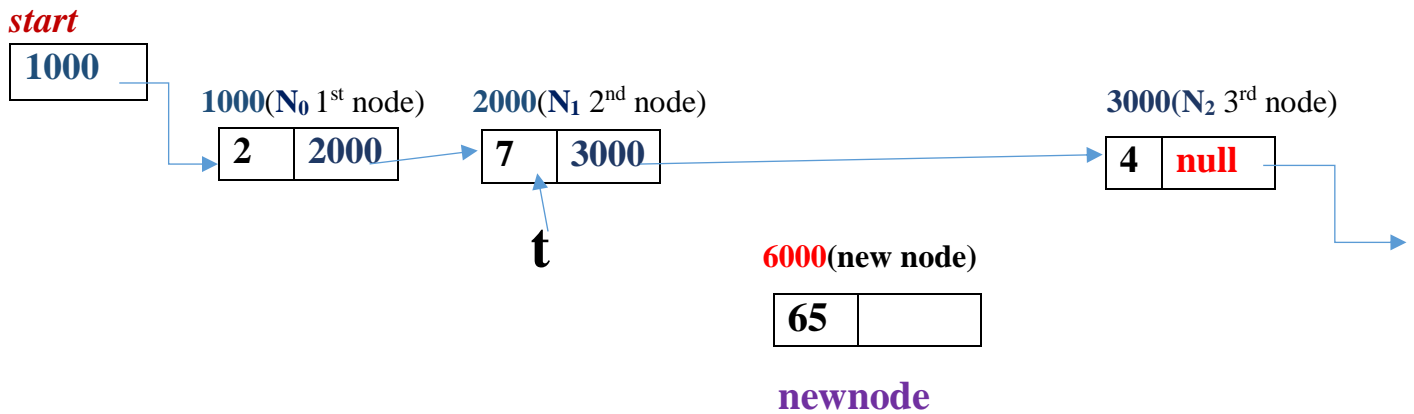 start
1000
1000(N₀ 1ˢᵗ node) 2000(N₁ 2ⁿᵈ node) 3000(N₂ 3ʳᵈ node)
2 2000 7 3000 4 null
t
6000(new node)
65
newnode